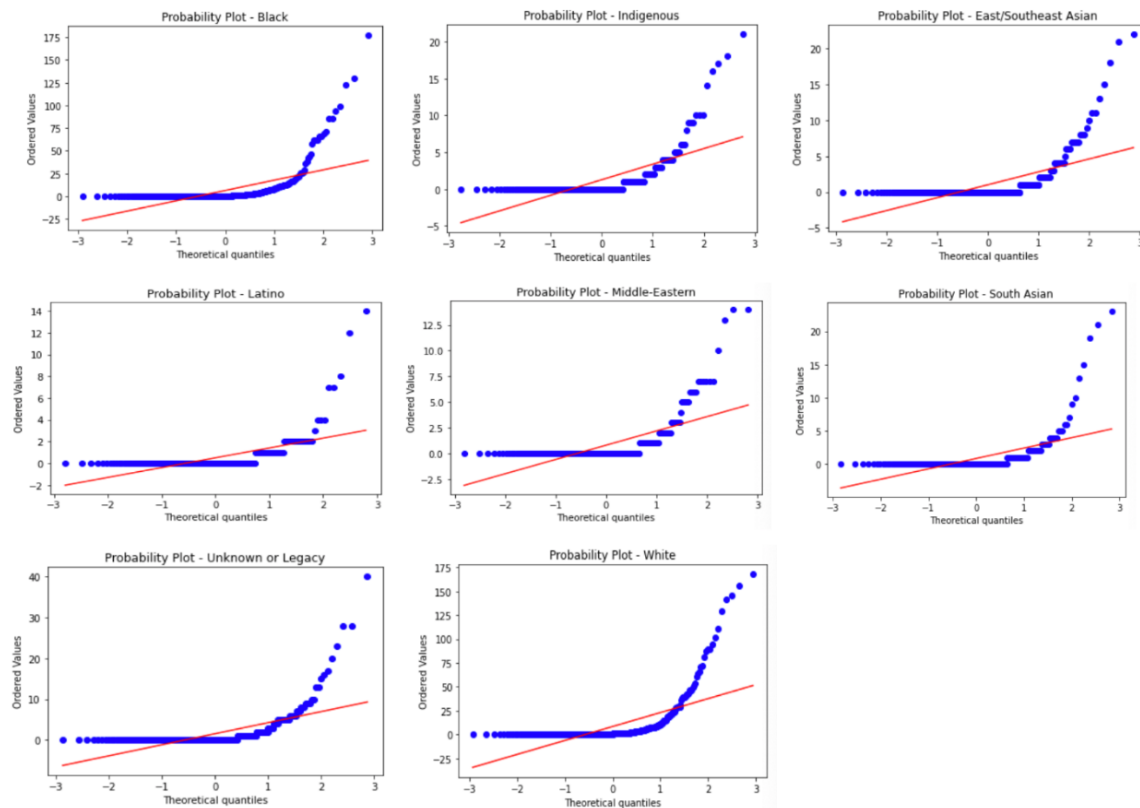 Probability Plot - Black
175
150
125
100
75
50
25
0
−25
Ordered Values
−3 −2 −1 0 1 2 3
Theoretical quantiles
Probability Plot - Indigenous
20
15
10
5
0
−5
Ordered Values
−3 −2 −1 0 1 2 3
Theoretical quantiles
Probability Plot - East/Southeast Asian
20
15
10
5
0
−5
Ordered Values
−3 −2 −1 0 1 2 3
Theoretical quantiles
Probability Plot - Latino
14
12
10
8
6
4
2
0
−2
Ordered Values
−3 −2 −1 0 1 2 3
Theoretical quantiles
Probability Plot - Middle-Eastern
12.5
10.0
7.5
5.0
2.5
0.0
−2.5
Ordered Values
−3 −2 −1 0 1 2 3
Theoretical quantiles
Probability Plot - South Asian
20
15
10
5
0
−5
Ordered Values
−3 −2 −1 0 1 2 3
Theoretical quantiles
Probability Plot - Unknown or Legacy
40
30
20
10
0
Ordered Values
−3 −2 −1 0 1 2 3
Theoretical quantiles
Probability Plot - White
175
150
125
100
75
50
25
0
−25
Ordered Values
−3 −2 −1 0 1 2 3
Theoretical quantiles